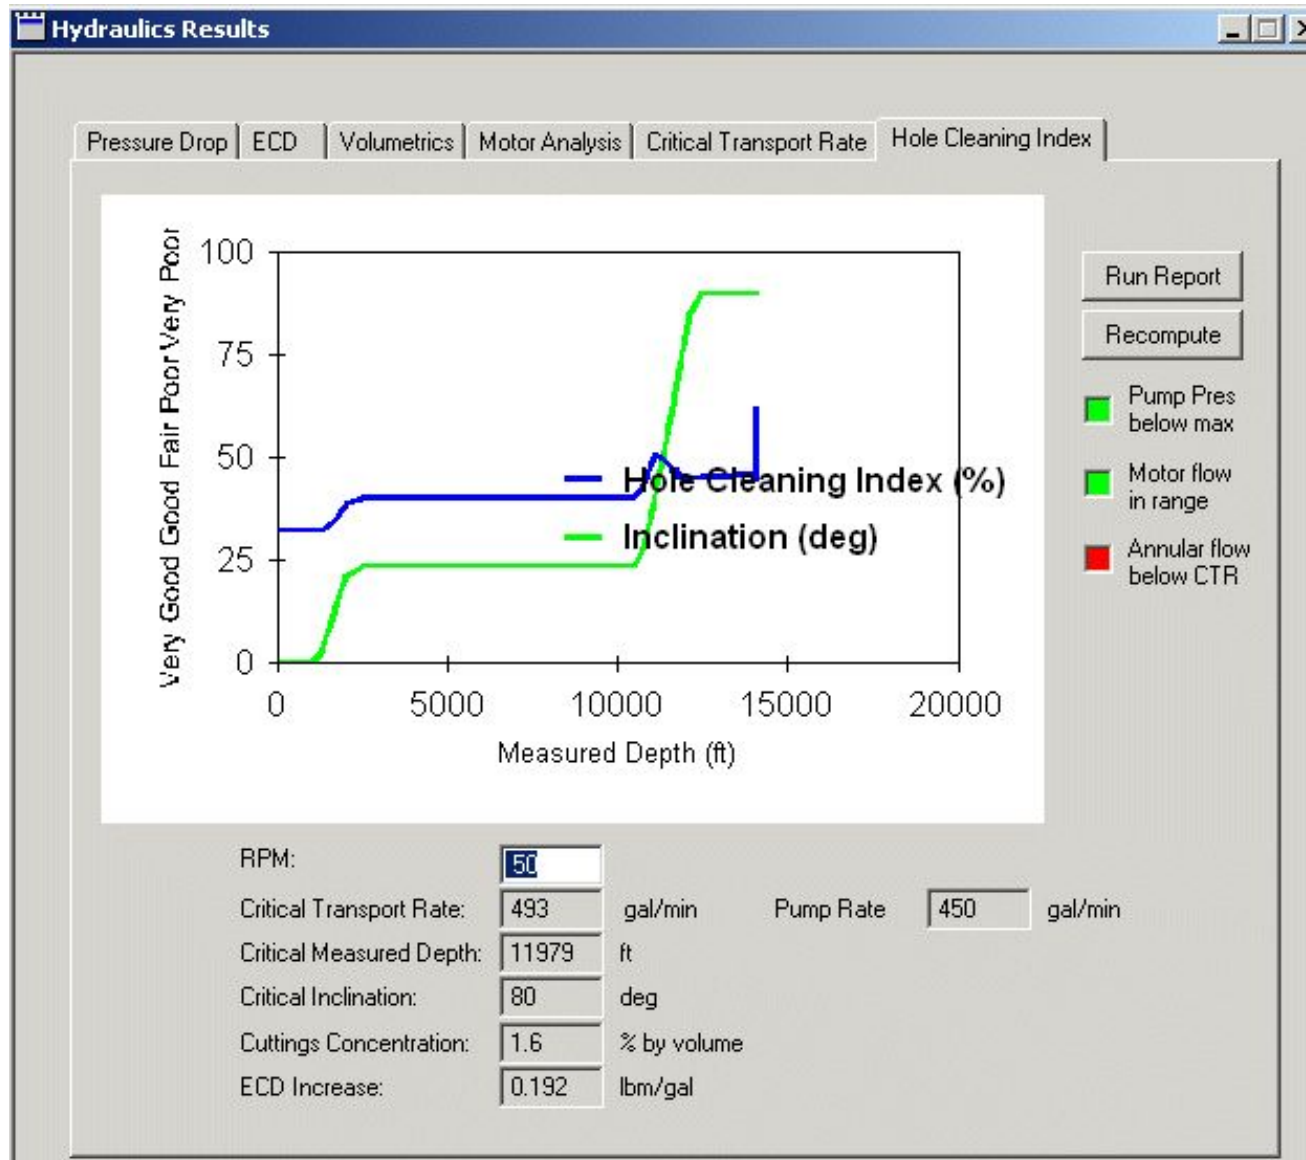 Hydraulics Results
Pressure Drop ECD Volumetrics Motor Analysis Critical Transport Rate Hole Cleaning Index
Very Good Good Fair Poor Very Poor
100
75
50
25
0
0 5000 10000 15000 20000
Measured Depth (ft)
Hole Cleaning Index (%)
Inclination (deg)
Run Report
Recompute
Pump Pres
below max
Motor flow
in range
Annular flow
below CTR
RPM: 50
Critical Transport Rate: 493 gal/min Pump Rate 450 gal/min
Critical Measured Depth: 11979 ft
Critical Inclination: 80 deg
Cuttings Concentration: 1.6 % by volume
ECD Increase: 0.192 lbm/gal